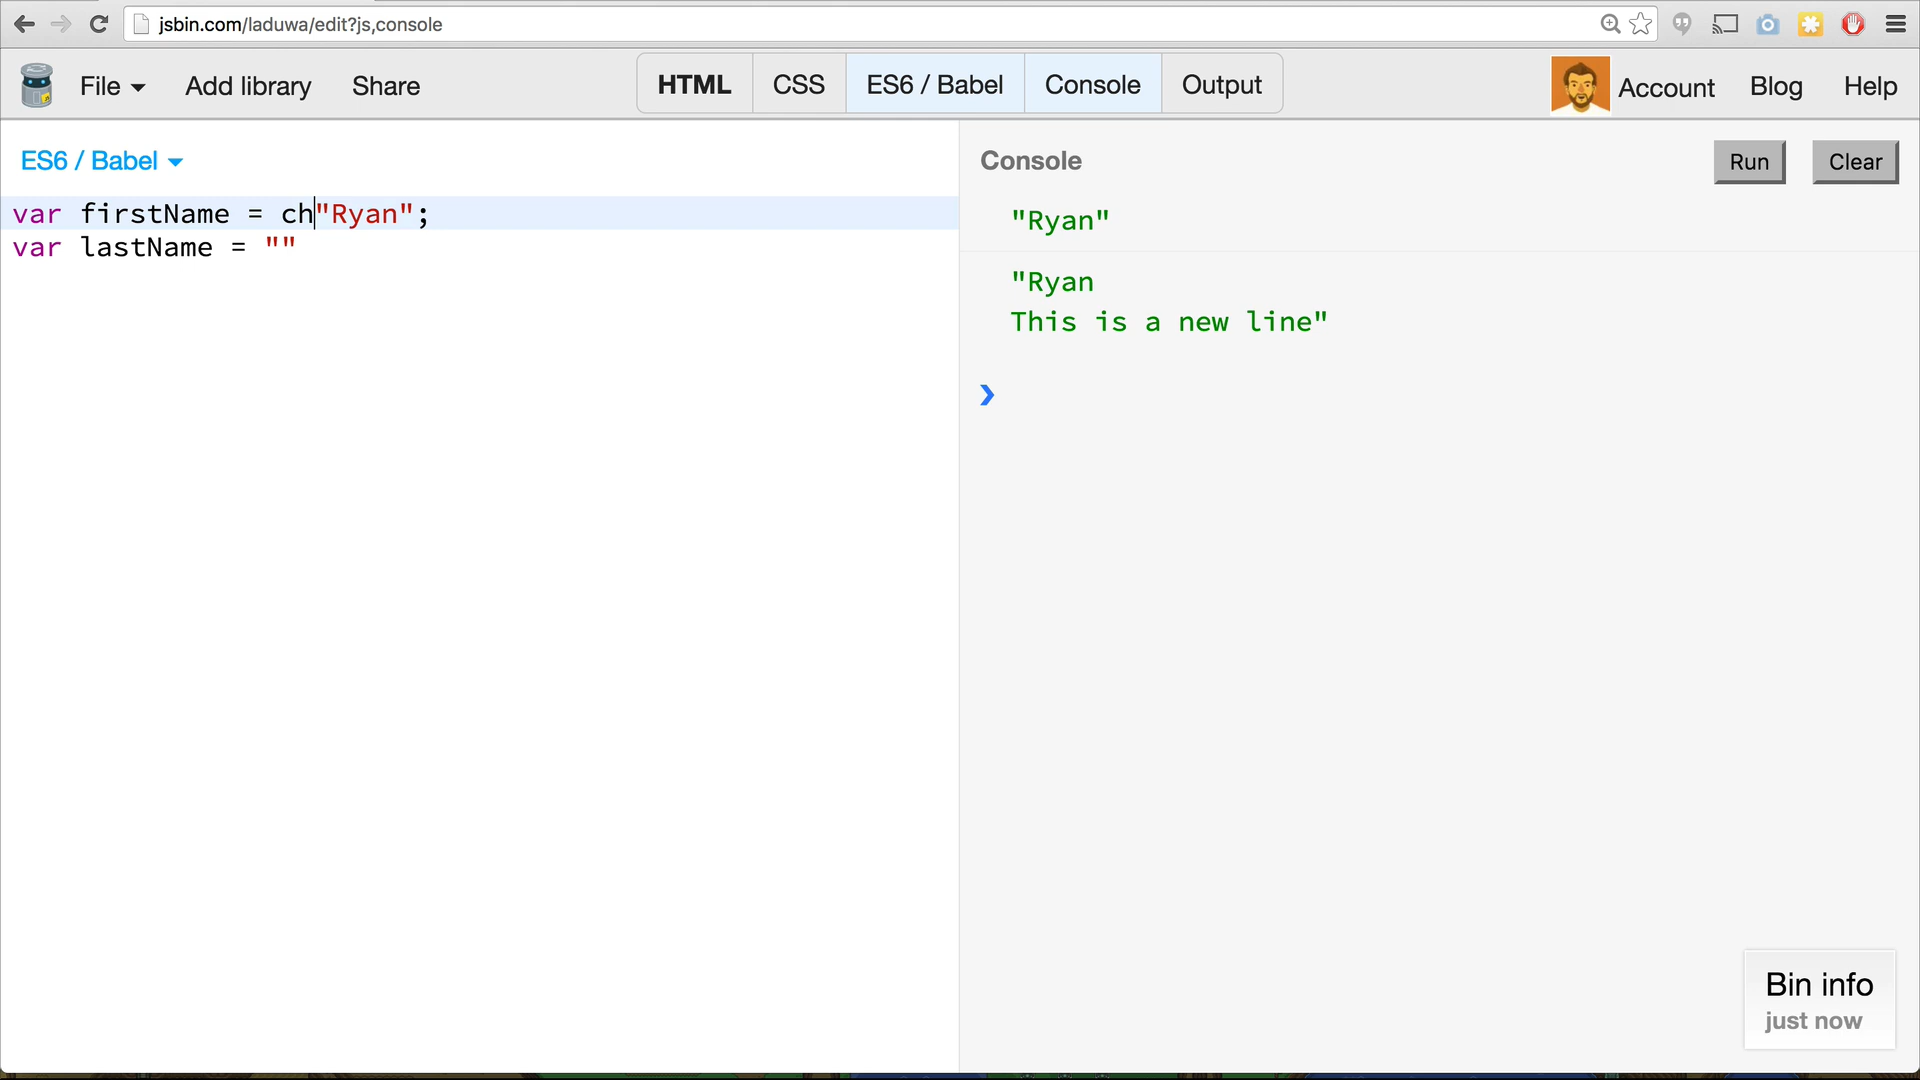 jsbin.com/laduwa/edit?js,console
File Add library Share HTML CSS ES6 / Babel Console Output Account Blog Help
ES6 / Babel
var firstName = ch"Ryan";
var lastName = ""
Console Run Clear
"Ryan"
"Ryan
This is a new line"
Bin info
just now